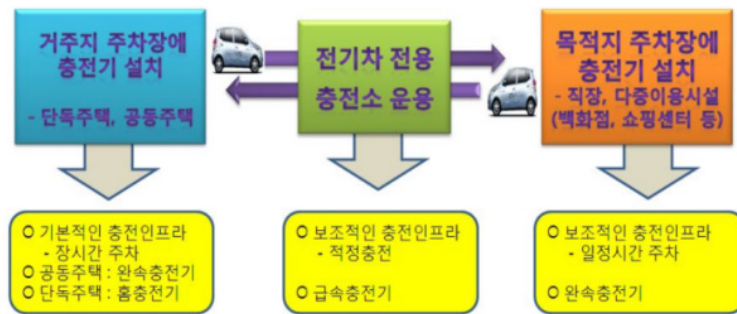 거주지 주차장에
충전기 설치
- 단독주택, 공동주택
전기차 전용
충전소 운용
목적지 주차장에
충전기 설치
- 직장, 다중이용시설
(백화점, 쇼핑센터 등)
O 기본적인 충전인프라
- 장시간 주차
O 공동주택 : 완속충전기
O 단독주택 : 홈충전기
O 보조적인 충전인프라
- 적정충전
O 급속충전기
O 보조적인 충전인프라
- 일정시간 주차
O 완속충전기